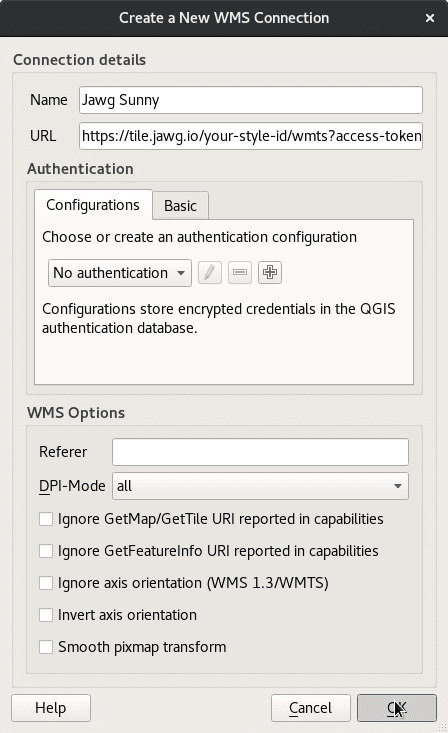 Create a New WMS Connection
Connection details
Name Jawg Sunny
URL https://tile.jawg.io/your-style-id/wmts?access-token
Authentication
Configurations Basic
Choose or create an authentication configuration
No authentication
Configurations store encrypted credentials in the QGIS
authentication database.
WMS Options
Referer
DPI-Mode all
Ignore GetMap/GetTile URI reported in capabilities
Ignore GetFeatureInfo URI reported in capabilities
Ignore axis orientation (WMS 1.3/WMTS)
Invert axis orientation
Smooth pixmap transform
Help Cancel OK